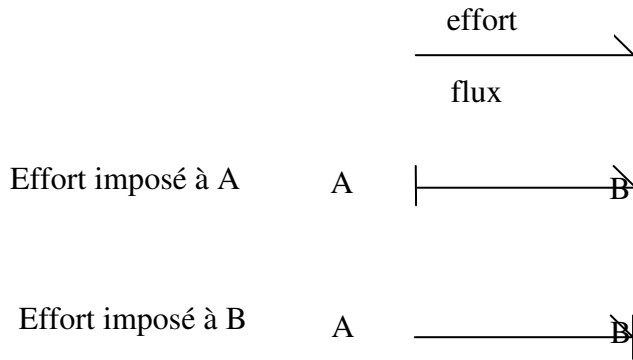 effort
flux
Effort imposé à A A B
Effort imposé à B A B